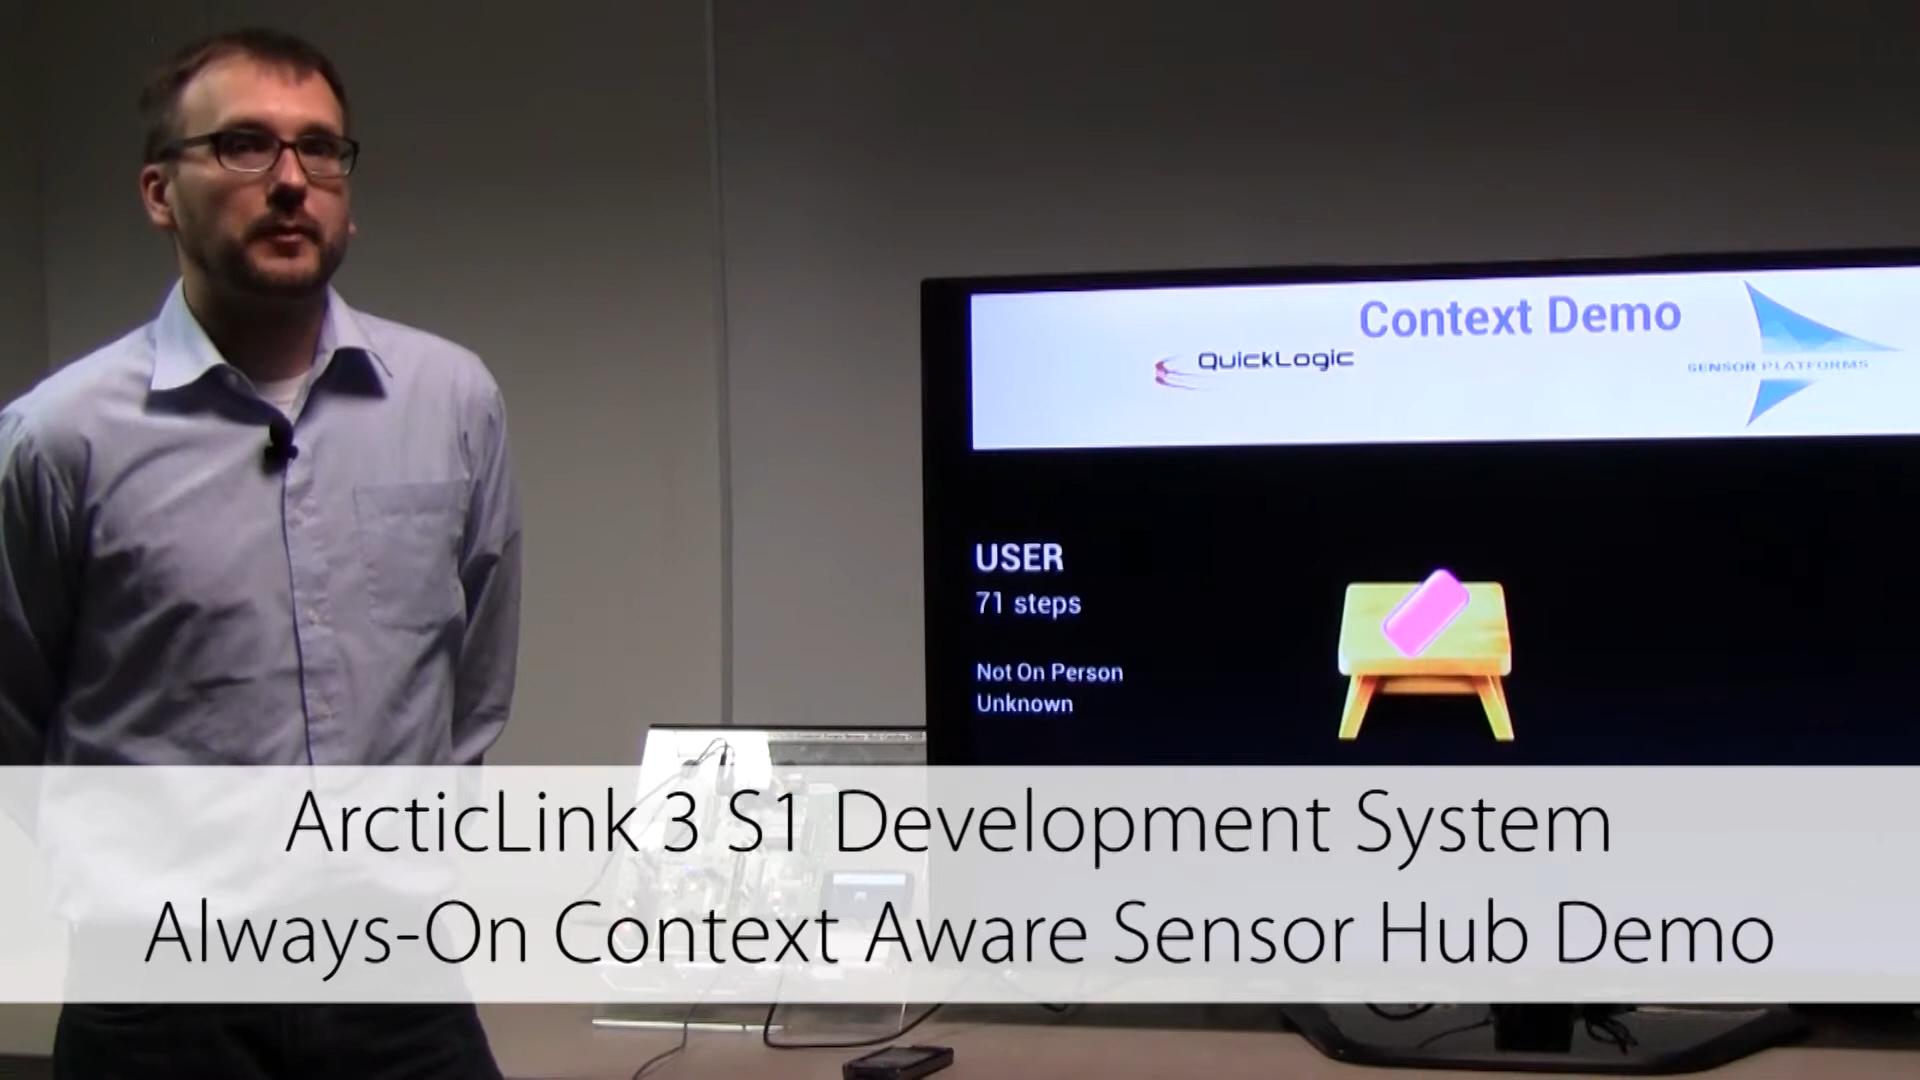 Context Demo
QuickLogic
SENSOR PLATFORMS
USER
71 steps
Not On Person
Unknown
ArcticLink 3 S1 Development System
Always-On Context Aware Sensor Hub Demo